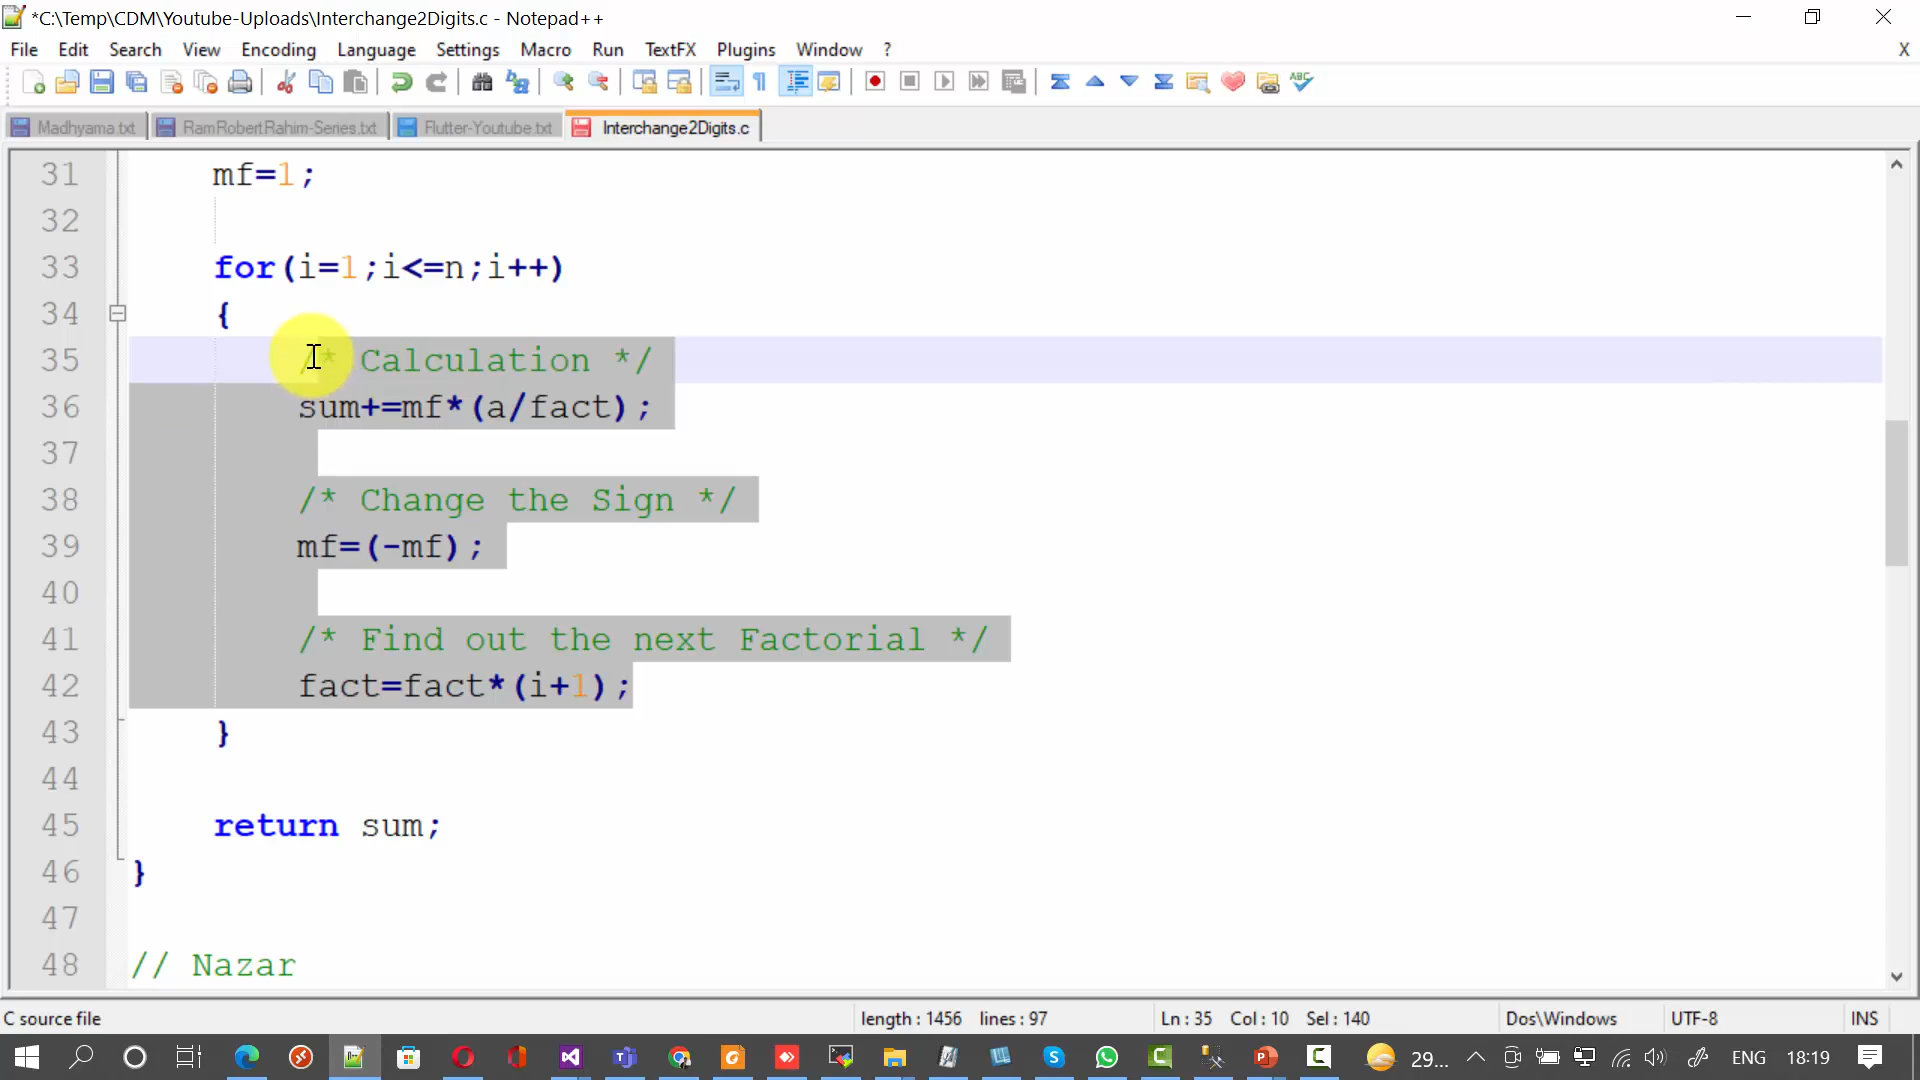 *C:\Temp\CDM\Youtube-Uploads\Interchange2Digits.c - Notepad++
File Edit Search View Encoding Language Settings Macro Run TextFX Plugins Window ? X
Madhyama.txt RamRobertRahim-Series.txt Flutter-Youtube.txt Interchange2Digits.c
31 mf=1;
32
33 for(i=1;i<=n;i++)
34 {
35 /* Calculation */
36 sum+=mf*(a/fact);
37
38 /* Change the Sign */
39 mf=(-mf);
40
41 /* Find out the next Factorial */
42 fact=fact*(i+1);
43 }
44
45 return sum;
46 }
47
48 // Nazar
C source file length : 1456 lines : 97 Ln : 35 Col : 10 Sel : 140 Dos\Windows UTF-8 INS
29... ENG 18:19